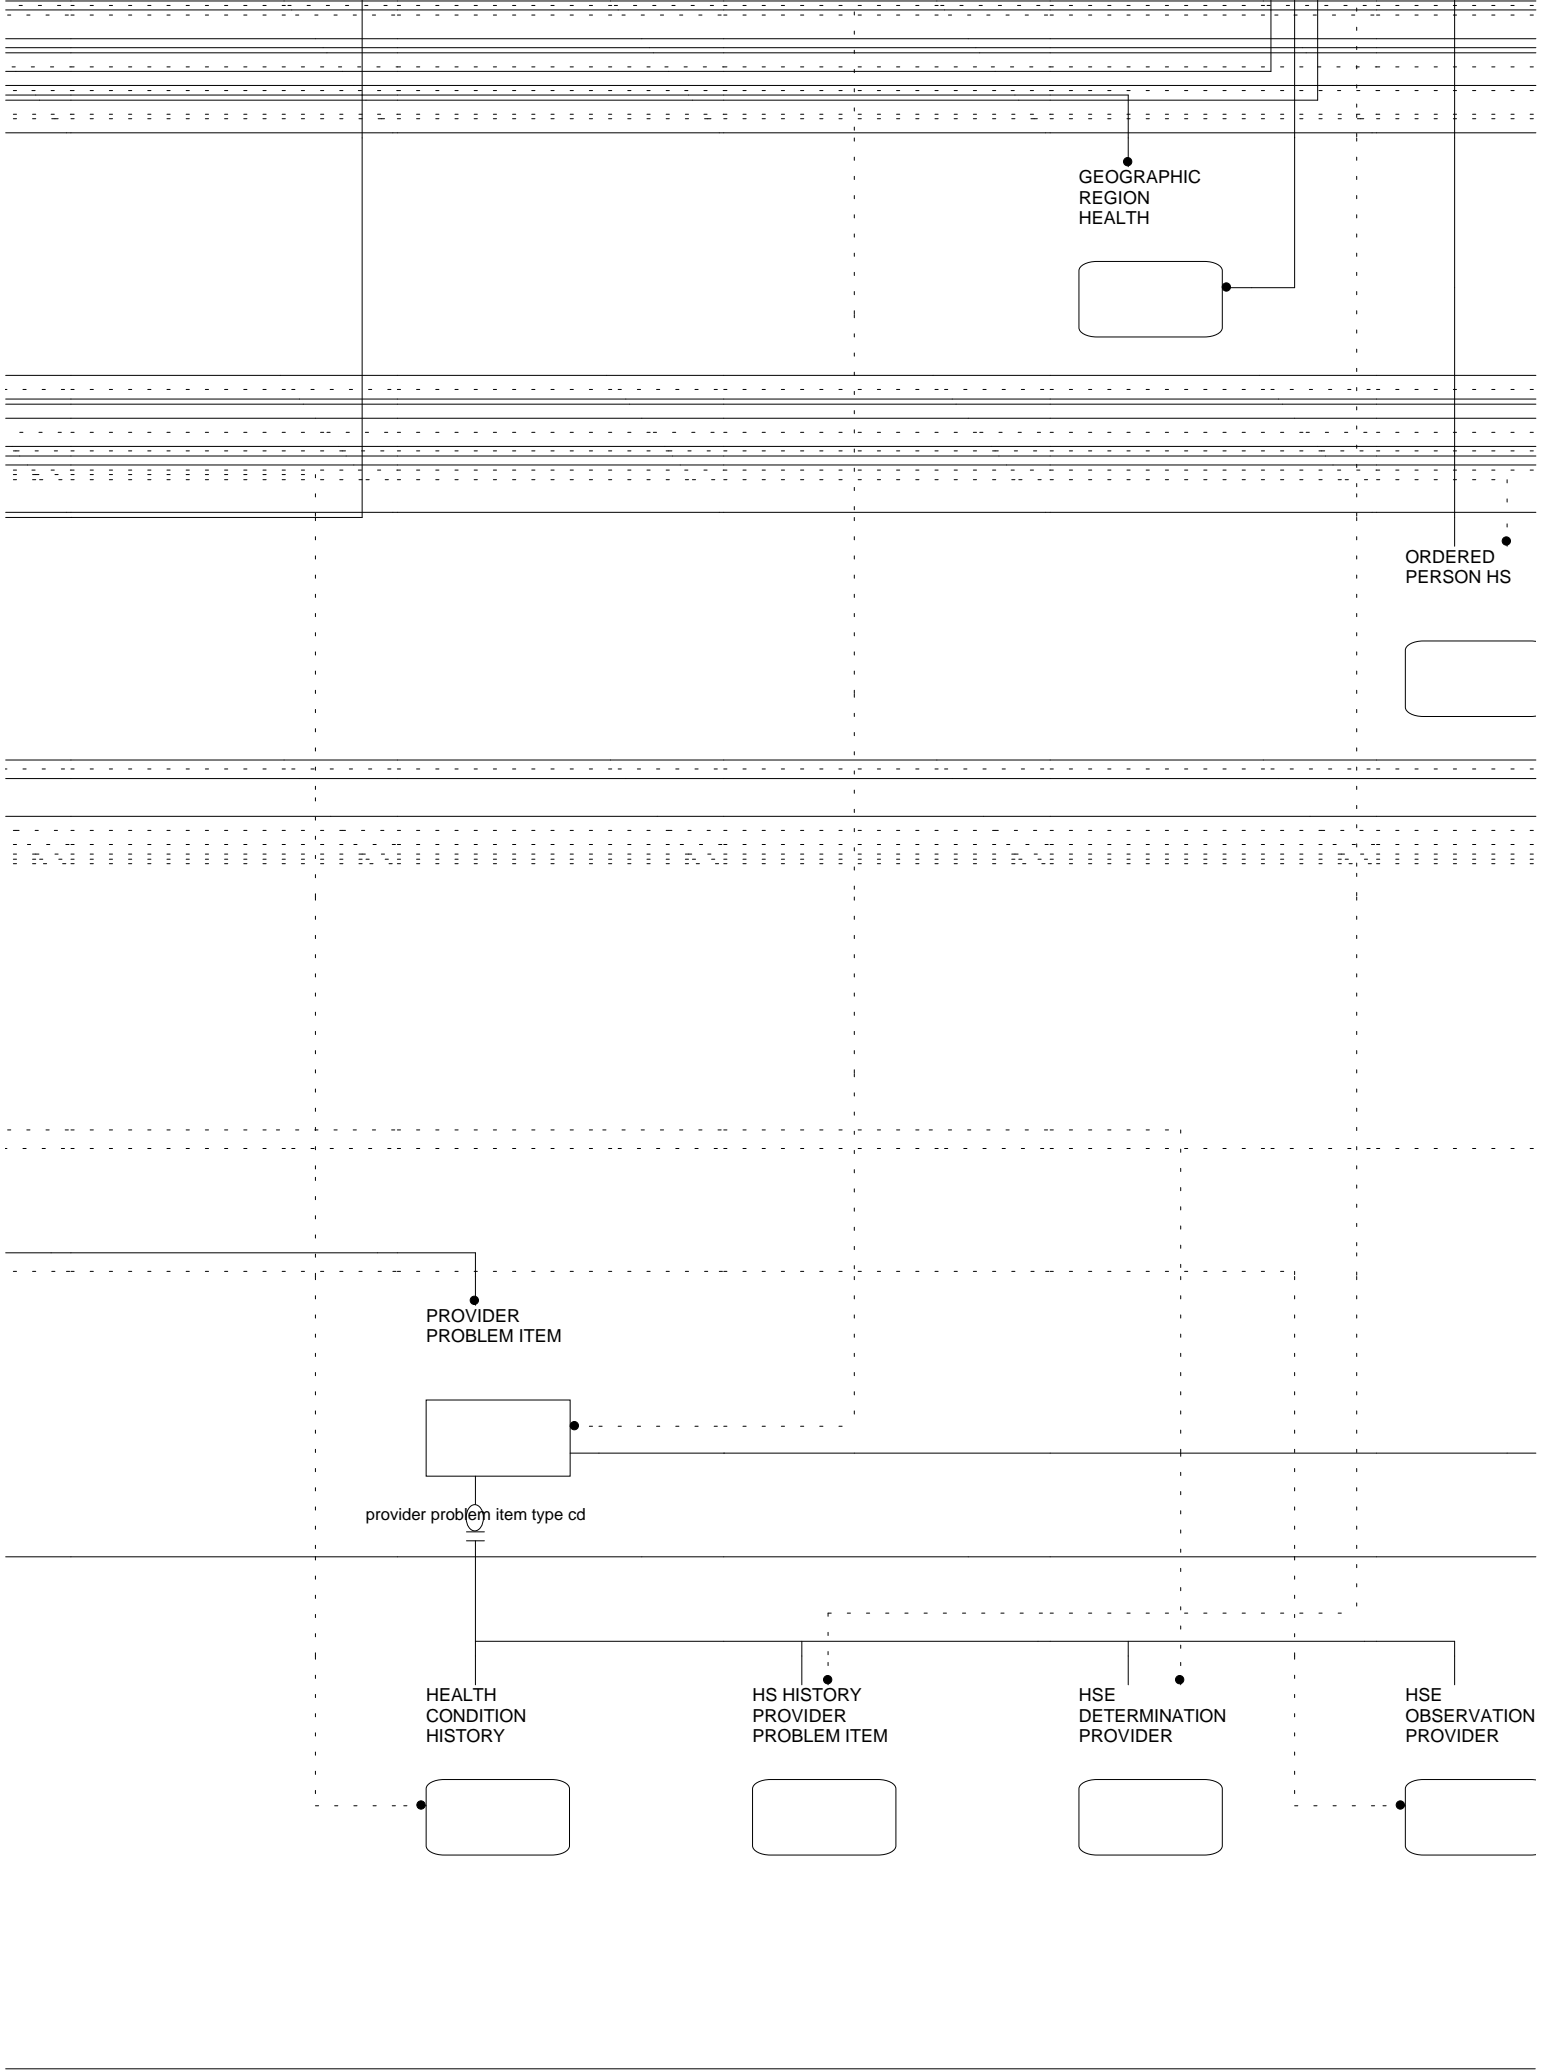 GEOGRAPHIC
REGION
HEALTH
ORDERED
PERSON HS
PROVIDER
PROBLEM ITEM
provider problem item type cd
HEALTH
CONDITION
HISTORY
HS HISTORY
PROVIDER
PROBLEM ITEM
HSE
DETERMINATION
PROVIDER
HSE
OBSERVATION
PROVIDER